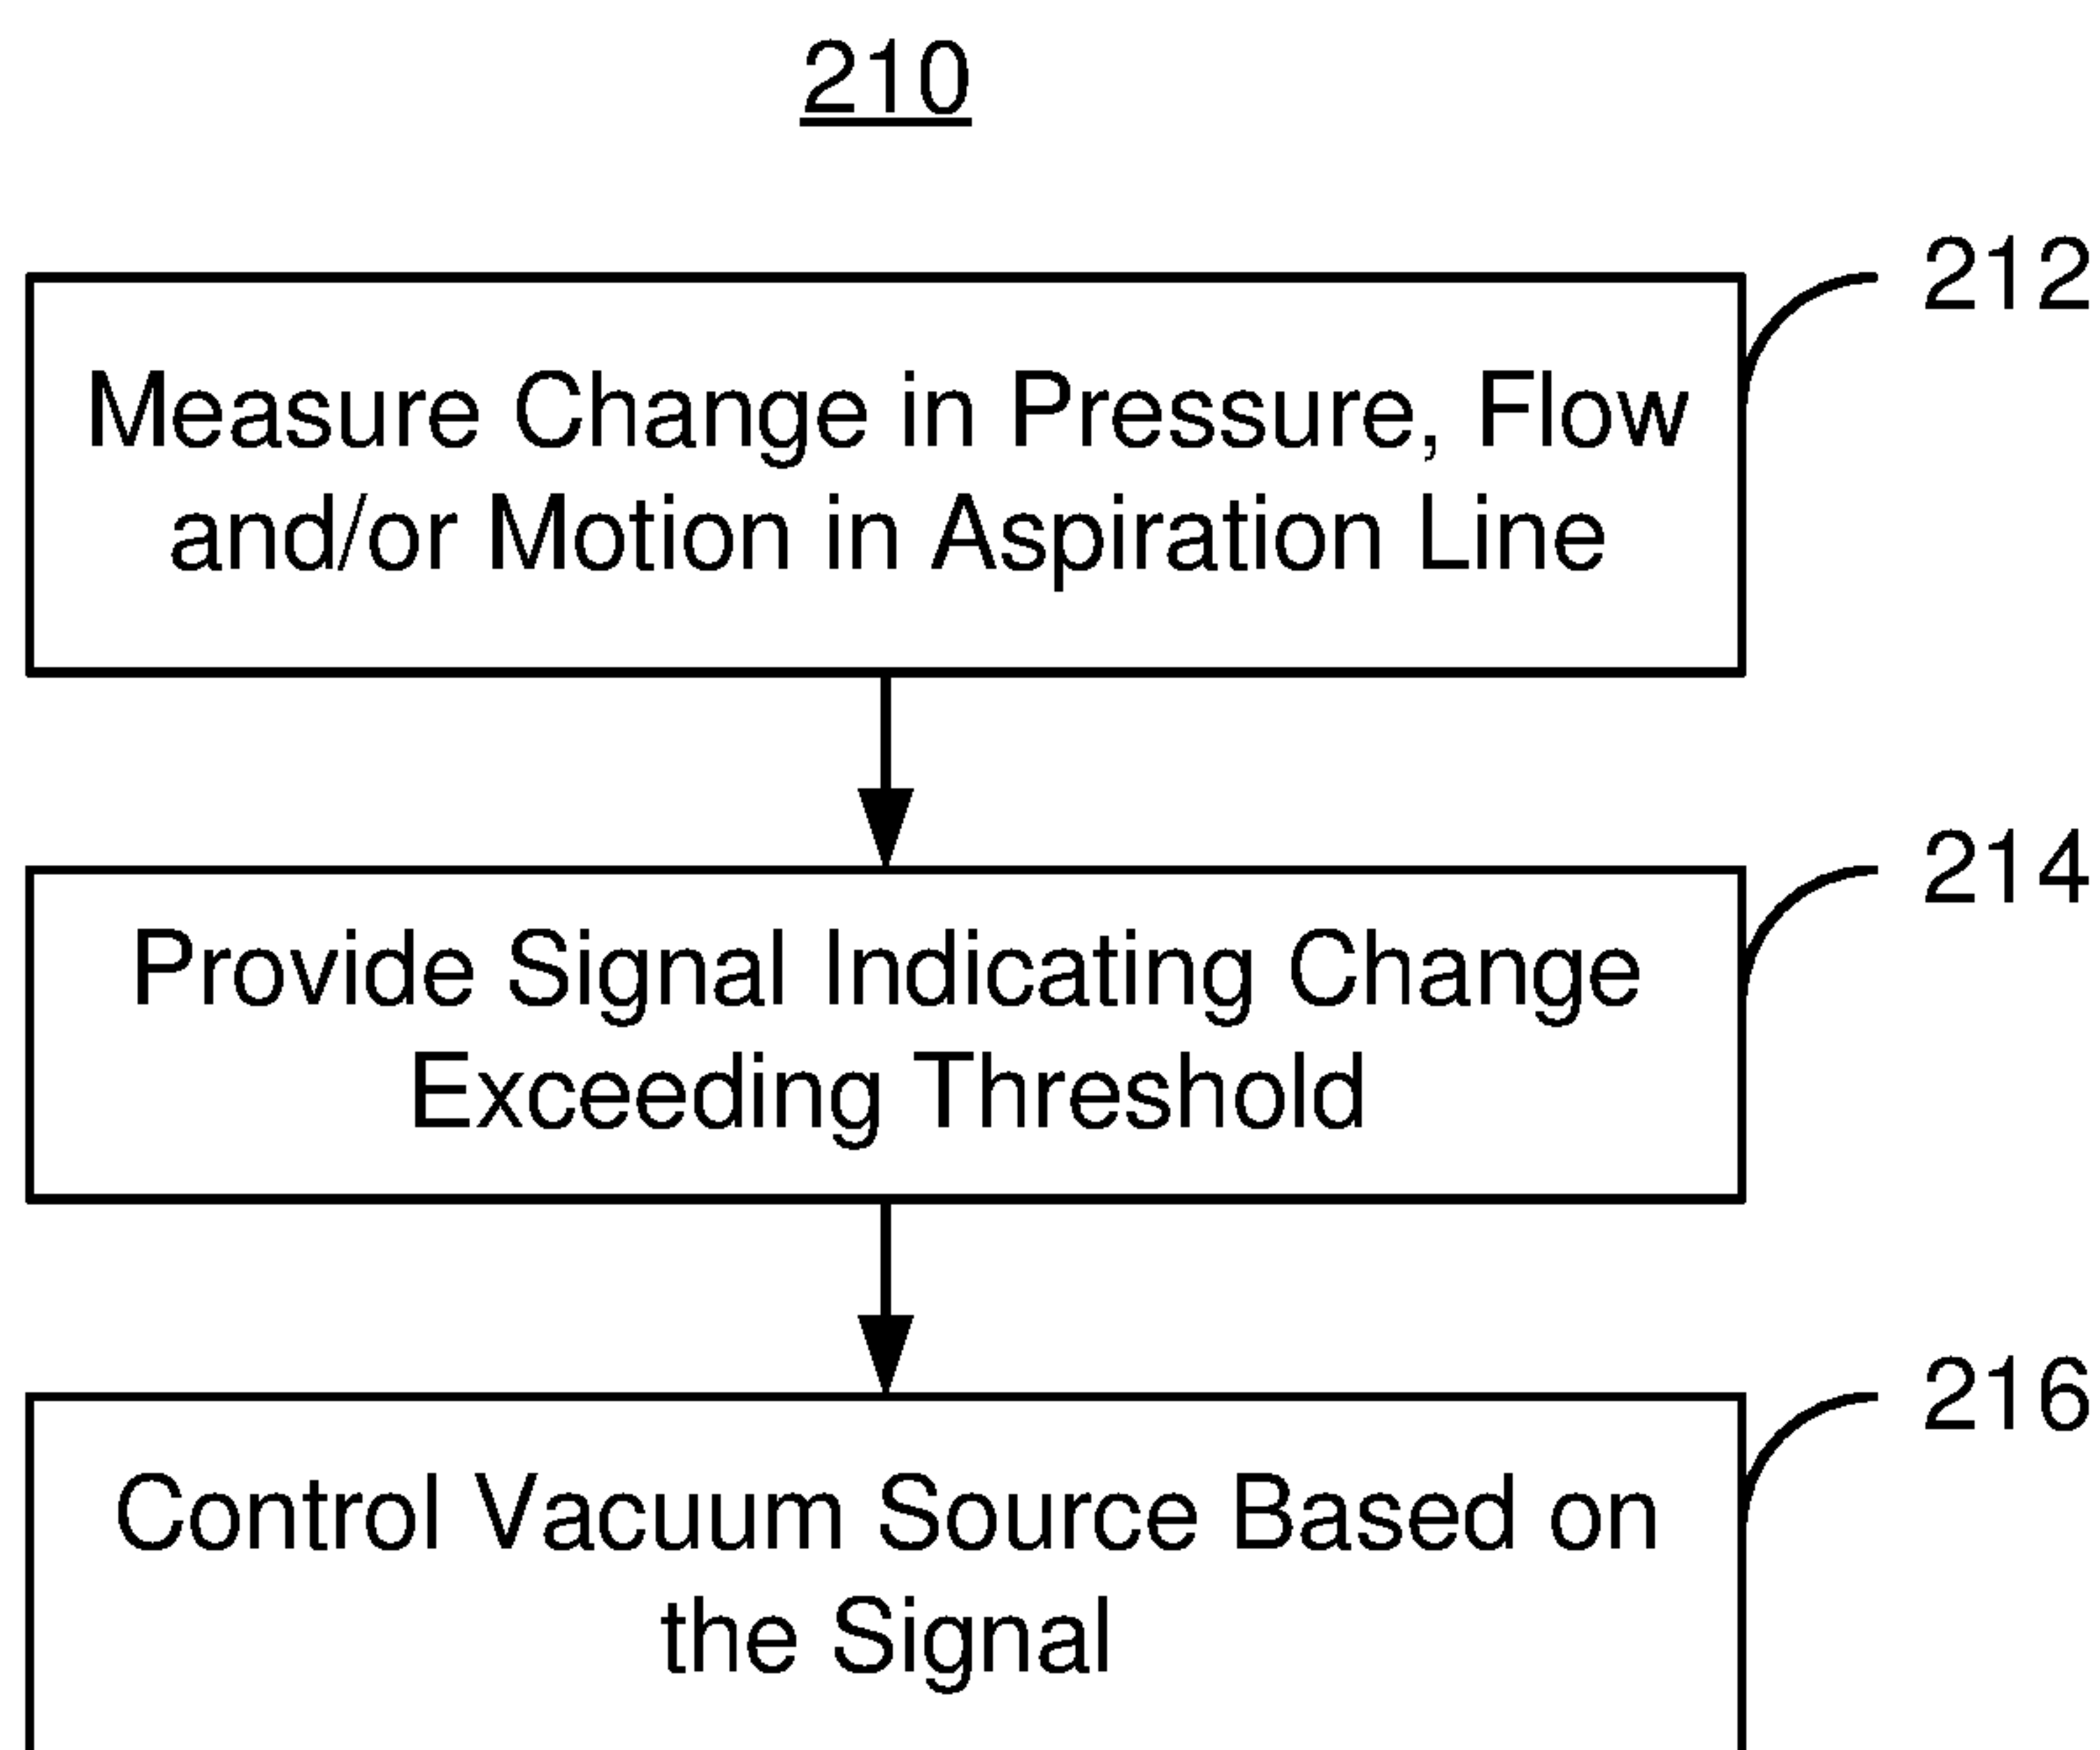 210
212
Measure Change in Pressure, Flow
and/or Motion in Aspiration Line
214
Provide Signal Indicating Change
Exceeding Threshold
216
Control Vacuum Source Based on
the Signal